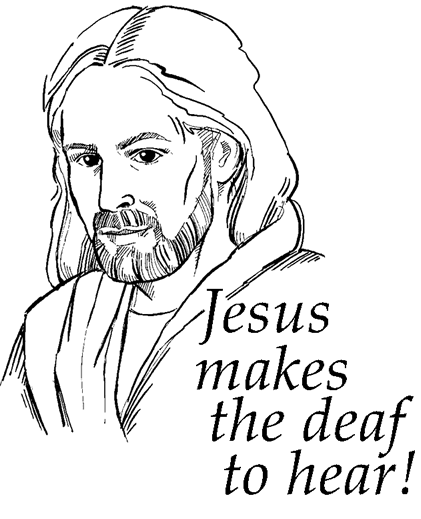 Jesus
makes
the deaf
to hear!